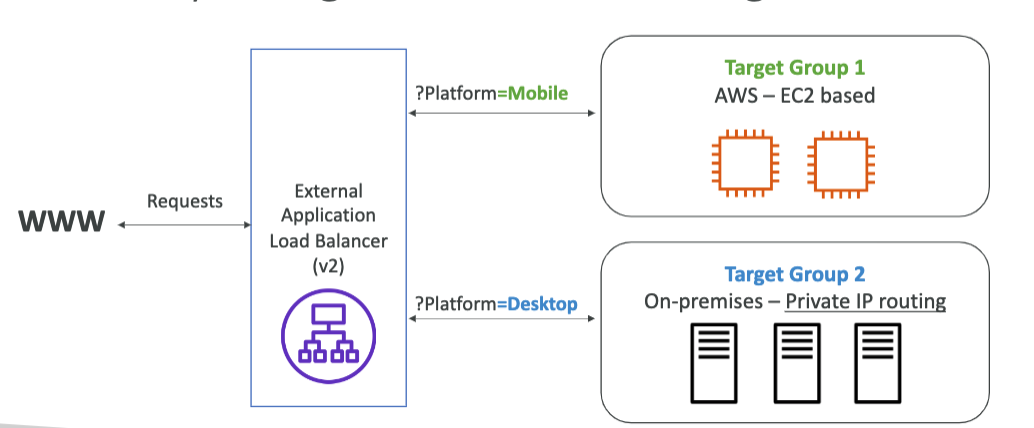 WWW
Requests
External
Application
Load Balancer
(v2)
?Platform=Mobile
?Platform=Desktop
Target Group 1
AWS – EC2 based
Target Group 2
On-premises – Private IP routing